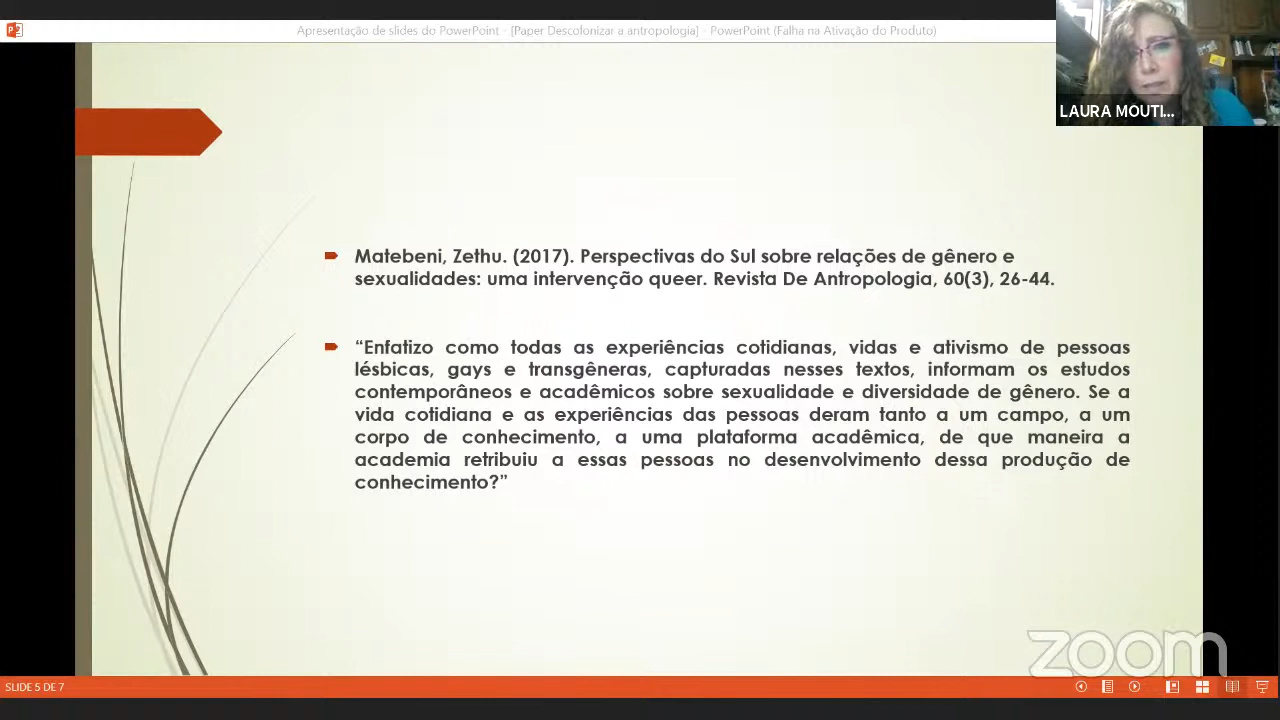 Apresentação de slides do PowerPoint - [Paper Descolonizar a antropologia] - PowerPoint (Falha na Ativação do Produto)
LAURA MOUTI...
Matebeni, Zethu. (2017). Perspectivas do Sul sobre relações de gênero e
sexualidades: uma intervenção queer. Revista De Antropologia, 60(3), 26-44.
“Enfatizo como todas as experiências cotidianas, vidas e ativismo de pessoas
lésbicas, gays e transgêneras, capturadas nesses textos, informam os estudos
contemporâneos e acadêmicos sobre sexualidade e diversidade de gênero. Se a
vida cotidiana e as experiências das pessoas deram tanto a um campo, a um
corpo de conhecimento, a uma plataforma acadêmica, de que maneira a
academia retribuiu a essas pessoas no desenvolvimento dessa produção de
conhecimento?”
zoom
SLIDE 5 DE 7